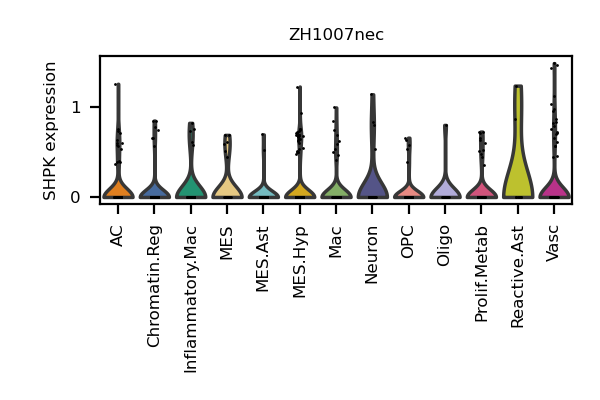 ZH1007nec
SHPK expression
1
0
AC
Chromatin.Reg
Inflammatory.Mac
MES
MES.Ast
MES.Hyp
Mac
Neuron
OPC
Oligo
Prolif.Metab
Reactive.Ast
Vasc